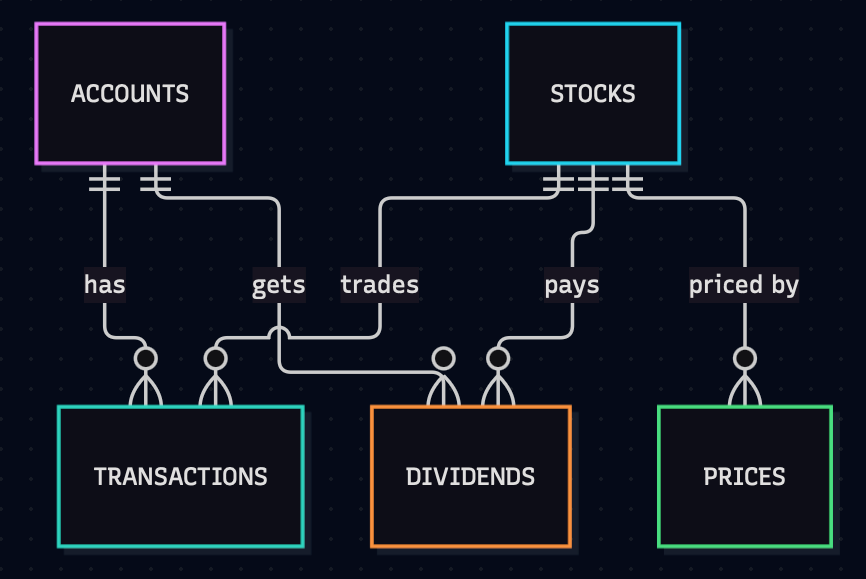 ACCOUNTS
STOCKS
has
gets
trades
pays
priced by
TRANSACTIONS
DIVIDENDS
PRICES